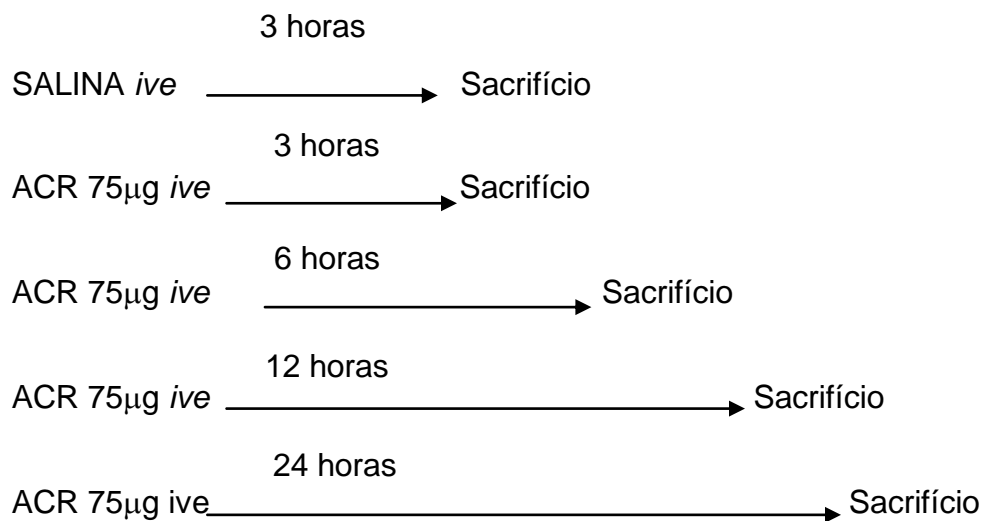 3 horas
SALINA ive Sacrifício
3 horas
ACR 75μg ive Sacrifício
6 horas
ACR 75μg ive Sacrifício
12 horas
ACR 75μg ive Sacrifício
24 horas
ACR 75μg ive Sacrifício